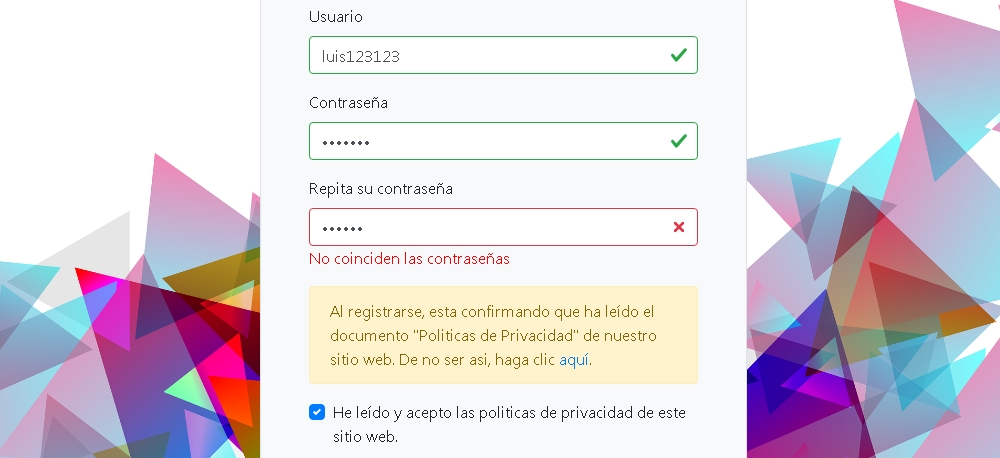 Usuario
luis123123
Contraseña
•••••••
Repita su contraseña
••••••
No coinciden las contraseñas
Al registrarse, esta confirmando que ha leído el
documento "Politicas de Privacidad" de nuestro
sitio web. De no ser asi, haga clic aquí.
He leído y acepto las politicas de privacidad de este
sitio web.